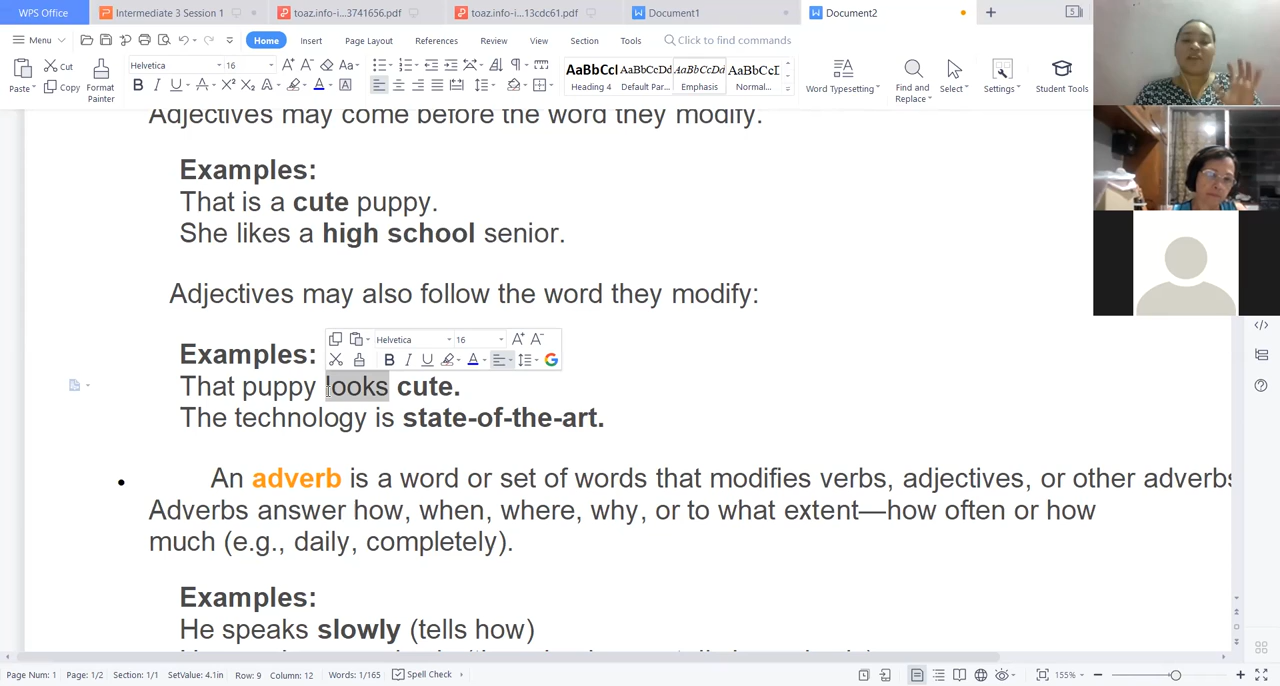 WPS Office
Intermediate 3 Session 1
toaz.info-i...3741656.pdf
toaz.info-i...13cdc61.pdf
Document1
Document2
Menu
Home
Insert
Page Layout
References
Review
View
Section
Tools
Click to find commands
Paste
Cut
Copy
Format Painter
Helvetica
16
AaBbCcI
AaBbCcDd
AaBbCcDa
AaBbCcD
Heading 4
Default Par...
Emphasis
Normal...
Word Typesetting
Find and Replace
Select
Settings
Student Tools
Adjectives may come before the word they modify.
Examples:
That is a cute puppy.
She likes a high school senior.
Adjectives may also follow the word they modify:
Helvetica 16
Examples:
That puppy looks cute.
The technology is state-of-the-art.
• An adverb is a word or set of words that modifies verbs, adjectives, or other adverbs
Adverbs answer how, when, where, why, or to what extent—how often or how
much (e.g., daily, completely).
Examples:
He speaks slowly (tells how)
Page Num: 1 Page: 1/2 Section: 1/1 SetValue: 4.1in Row: 9 Column: 12 Words: 1/165 Spell Check 155%